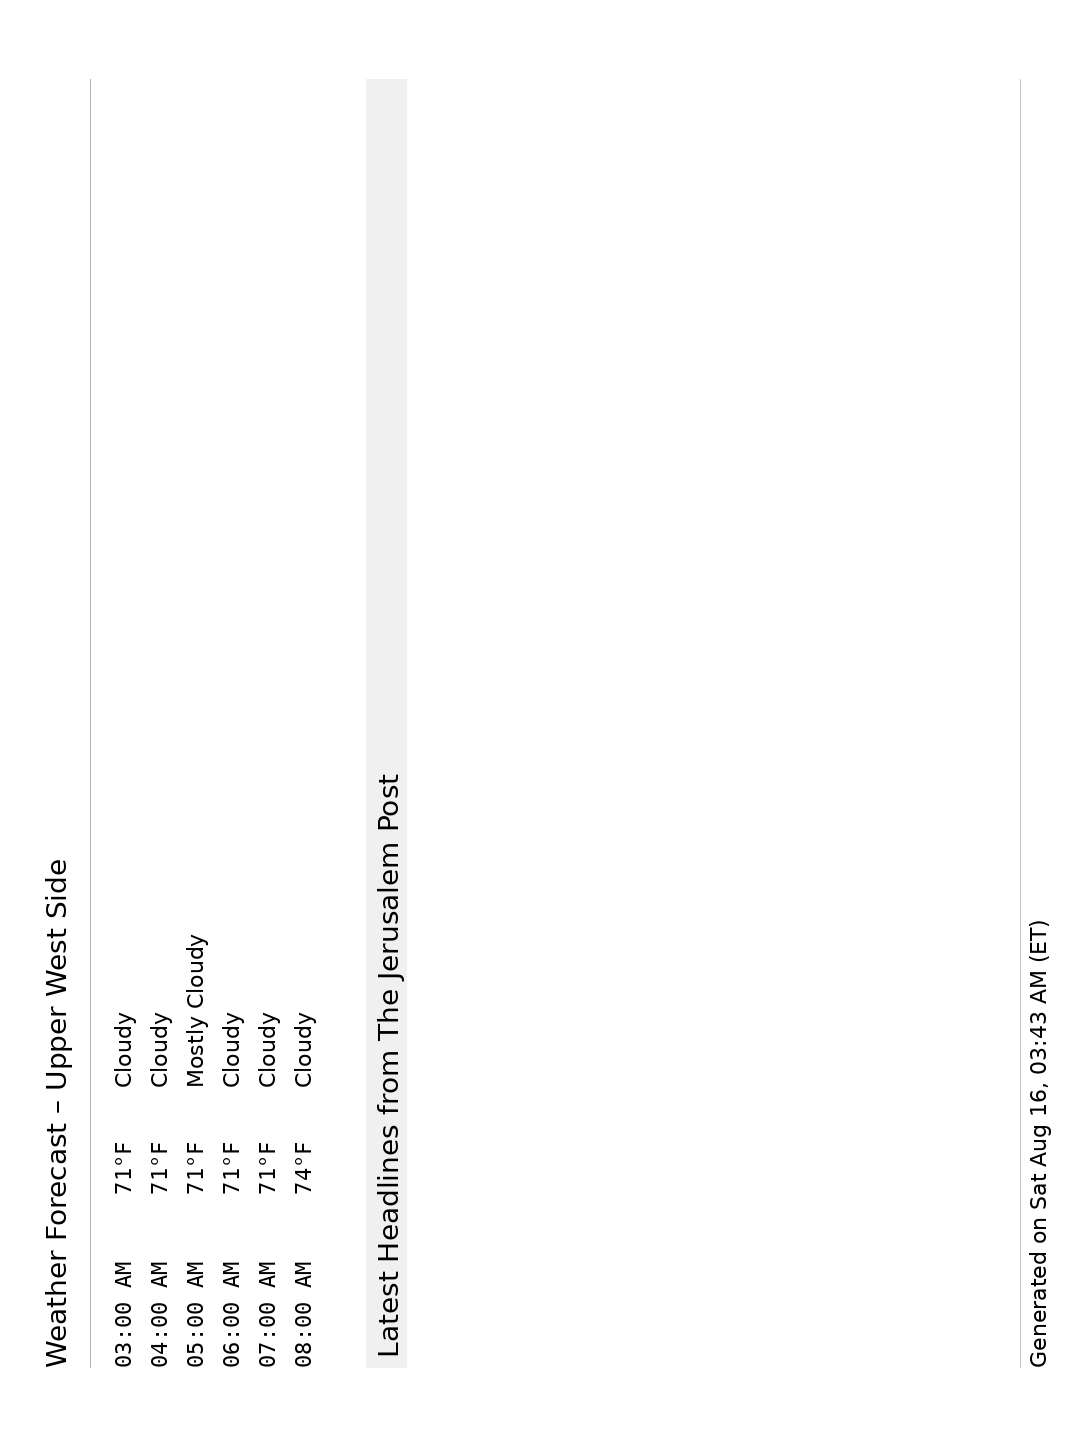 Weather Forecast – Upper West Side
03:00 AM 71°F Cloudy
04:00 AM 71°F Cloudy
05:00 AM 71°F Mostly Cloudy
06:00 AM 71°F Cloudy
07:00 AM 71°F Cloudy
08:00 AM 74°F Cloudy
Latest Headlines from The Jerusalem Post
Generated on Sat Aug 16, 03:43 AM (ET)